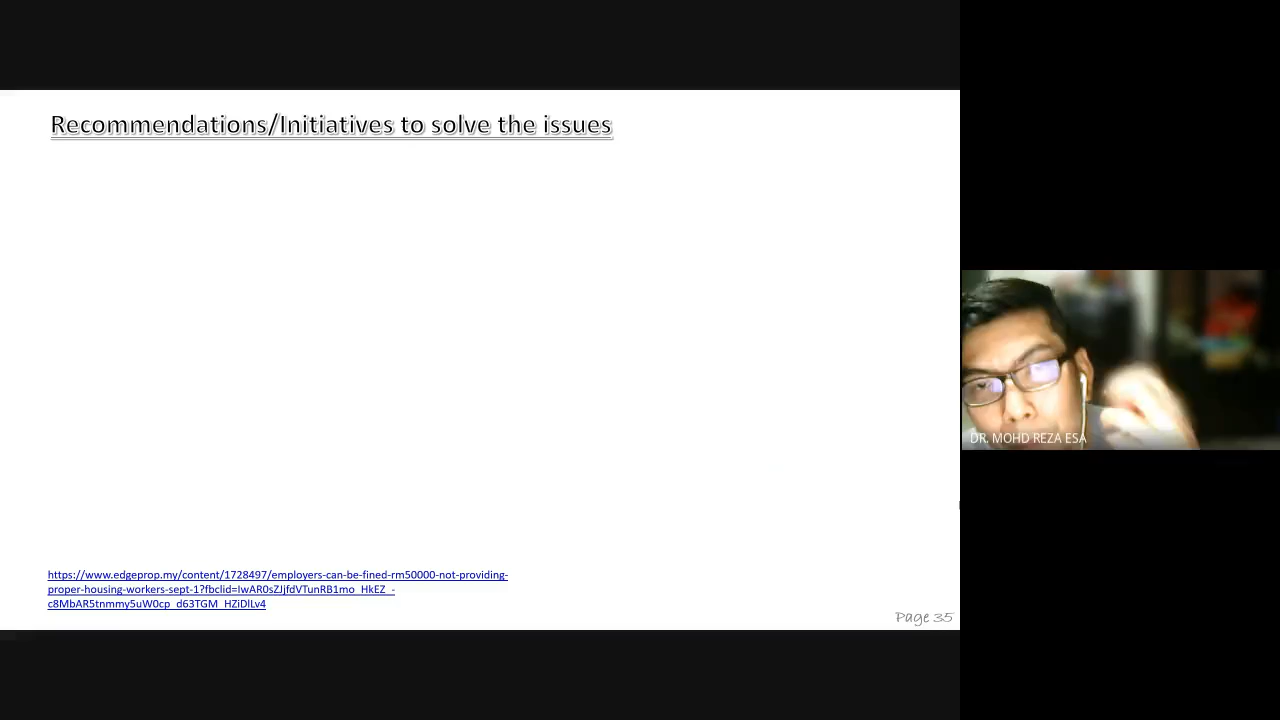 Recommendations/Initiatives to solve the issues
https://www.edgeprop.my/content/1728497/employers-can-be-fined-rm50000-not-providing-
proper-housing-workers-sept-1?fbclid=IwAR0sZJjfdVTunRB1mo_HkEZ_-
c8MbAR5tnmmy5uW0cp_d63TGM_HZiDlLv4
Page 35
DR. MOHD REZA ESA